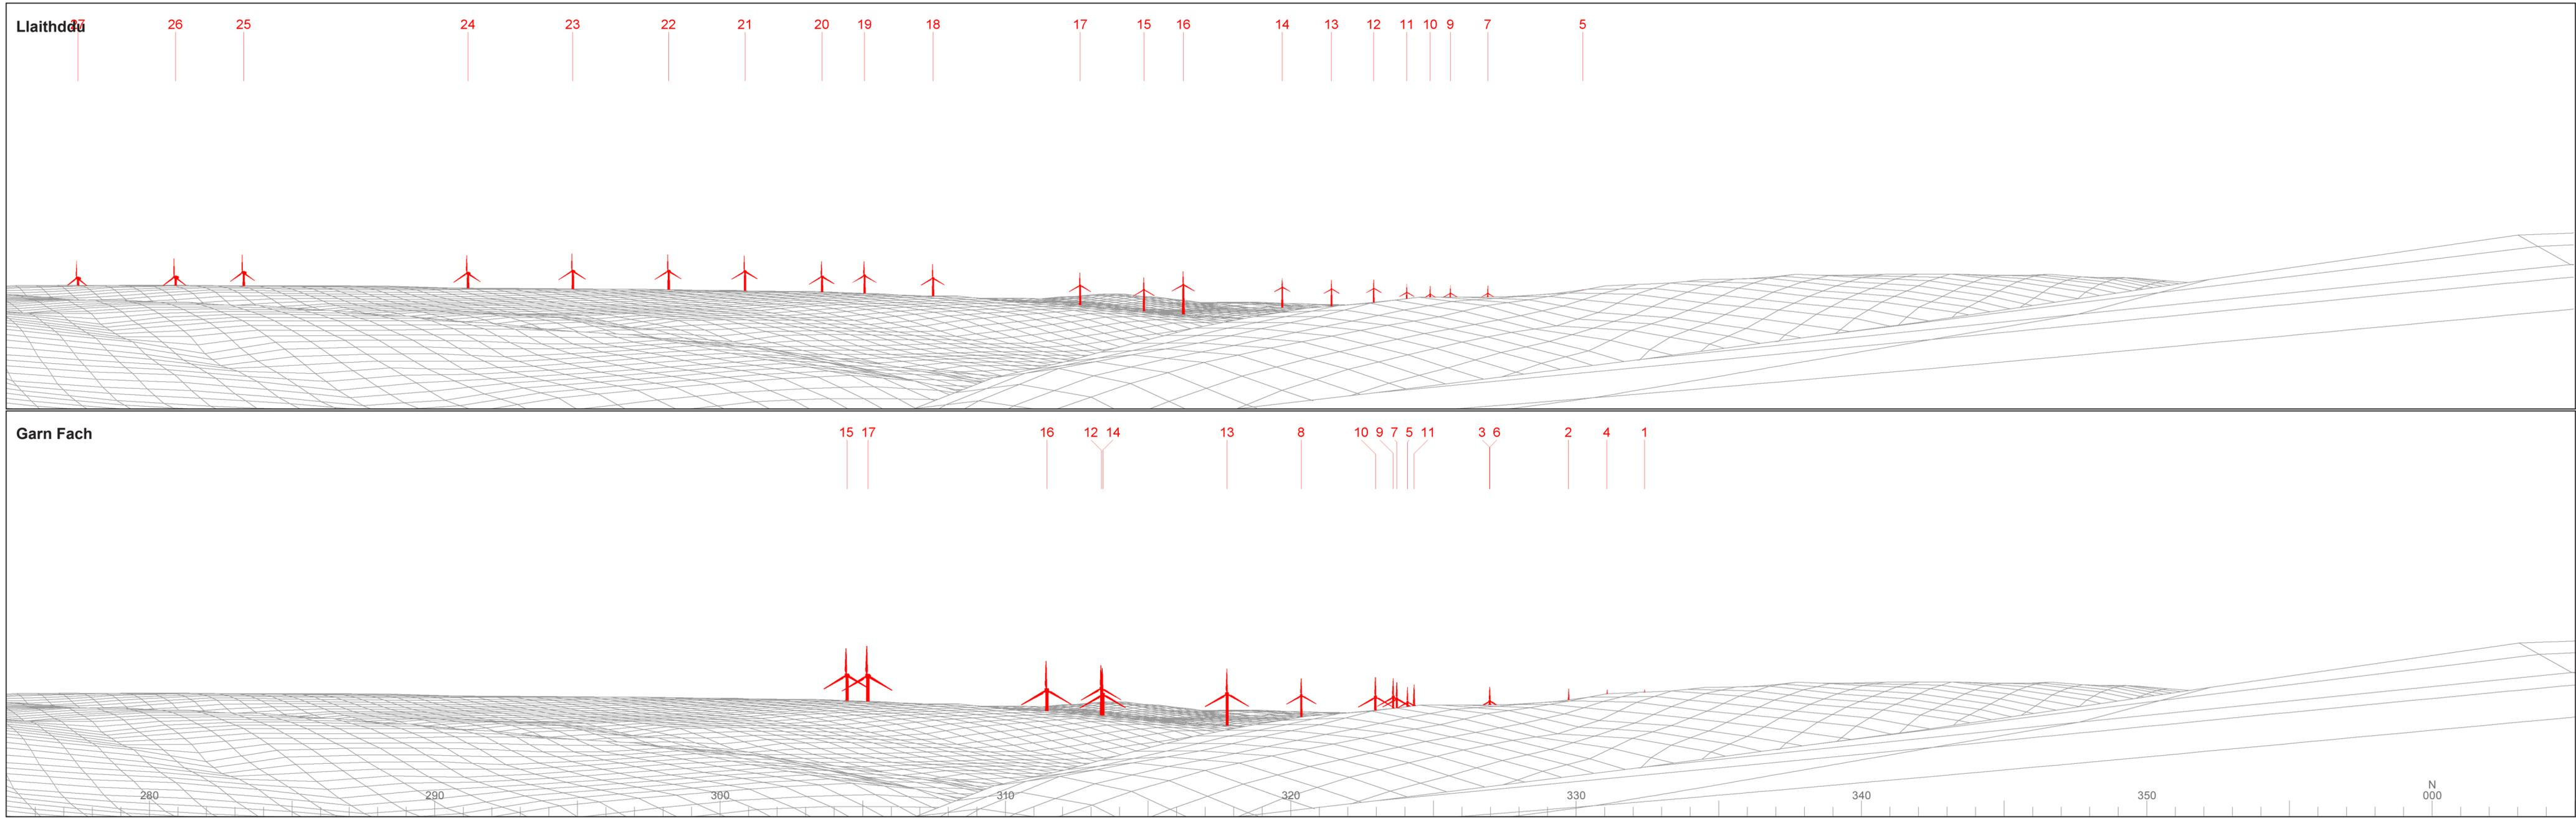 Llaithddu
27 26 25 24 23 22 21 20 19 18 17 15 16 14 13 12 11 10 9 7 5
Garn Fach
15 17 16 12 14 13 8 10 9 7 5 11 3 6 2 4 1
N
280 290 300 310 320 330 340 350 000